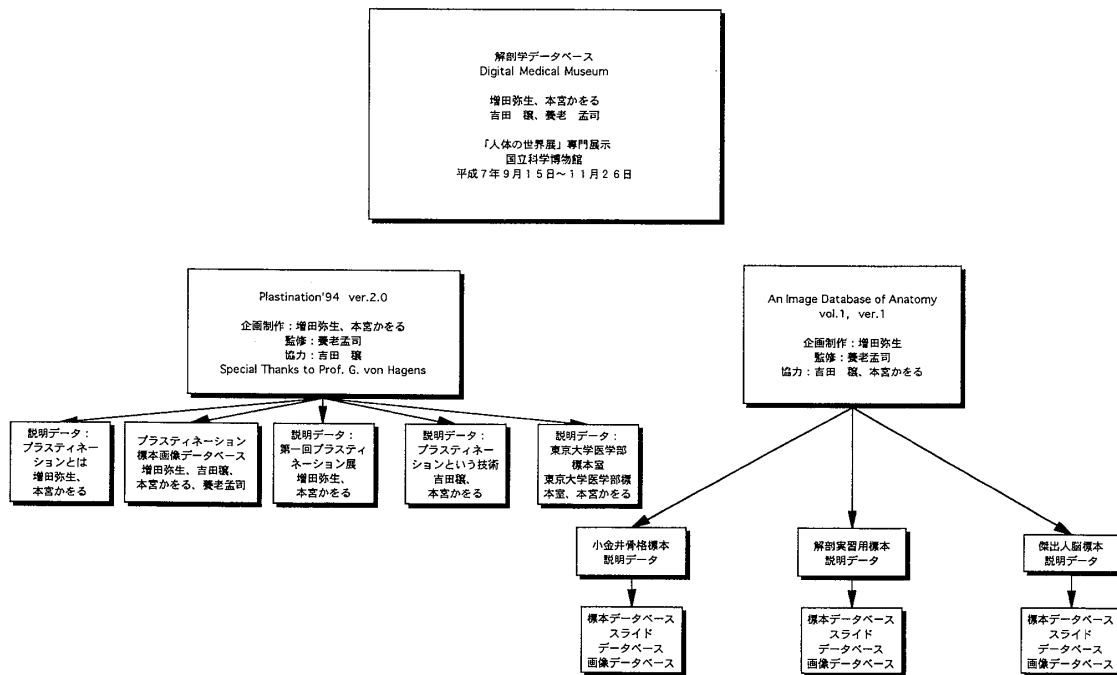 解剖学データベース
Digital Medical Museum
増田弥生、本宮かをる
吉田　穣、養老　孟司
「人体の世界展」専門展示
国立科学博物館
平成7年9月15日～11月26日
Plastination'94 ver.2.0
企画制作：増田弥生、本宮かをる
監修：養老孟司
協力：吉田　穣
Special Thanks to Prof. G. von Hagens
An Image Database of Anatomy
vol.1, ver.1
企画制作：増田弥生
監修：養老孟司
協力：吉田　穣、本宮かをる
説明データ：
プラスティネー
ションとは
増田弥生、
本宮かをる
プラスティネーション
標本画像データベース
増田弥生、吉田穣、
本宮かをる、養老孟司
説明データ：
第一回プラスティ
ネーション展
増田弥生、
本宮かをる
説明データ：
プラスティネー
ションという技術
吉田穣、
本宮かをる
説明データ：
東京大学医学部
標本室
東京大学医学部標
本室、本宮かをる
小金井骨格標本
説明データ
解剖実習用標本
説明データ
傑出人脳標本
説明データ
標本データベース
スライド
データベース
画像データベース
標本データベース
スライド
データベース
画像データベース
標本データベース
スライド
データベース
画像データベース